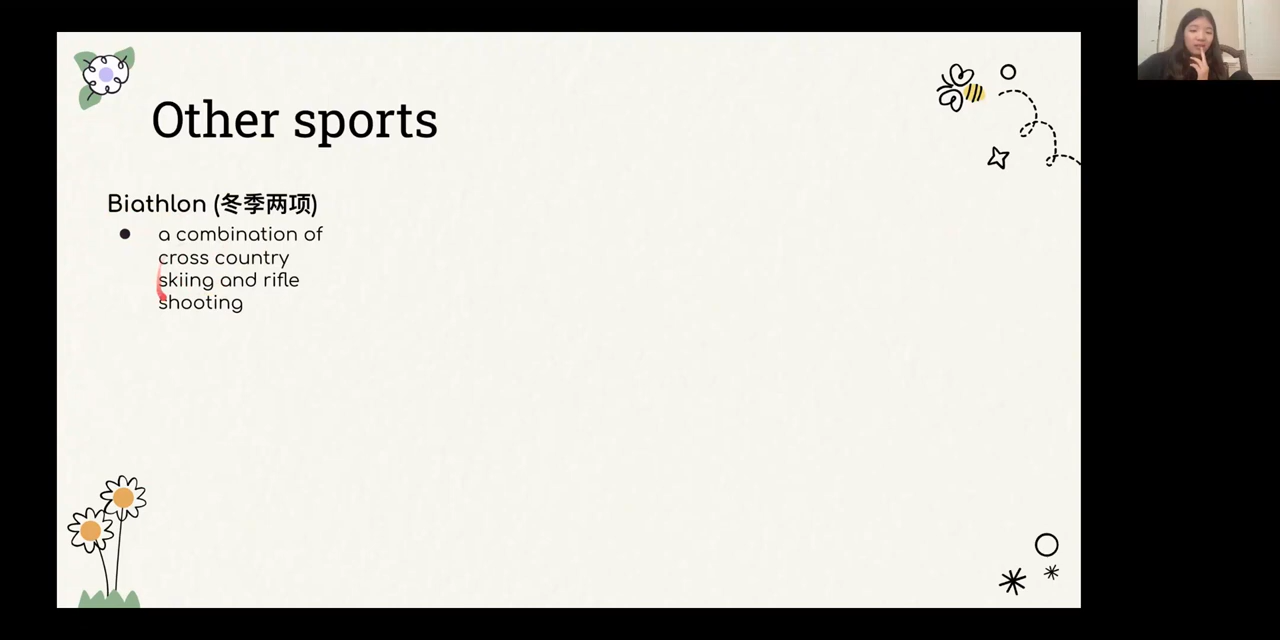 Other sports
Biathlon (冬季两项)
● a combination of
cross country
skiing and rifle
shooting